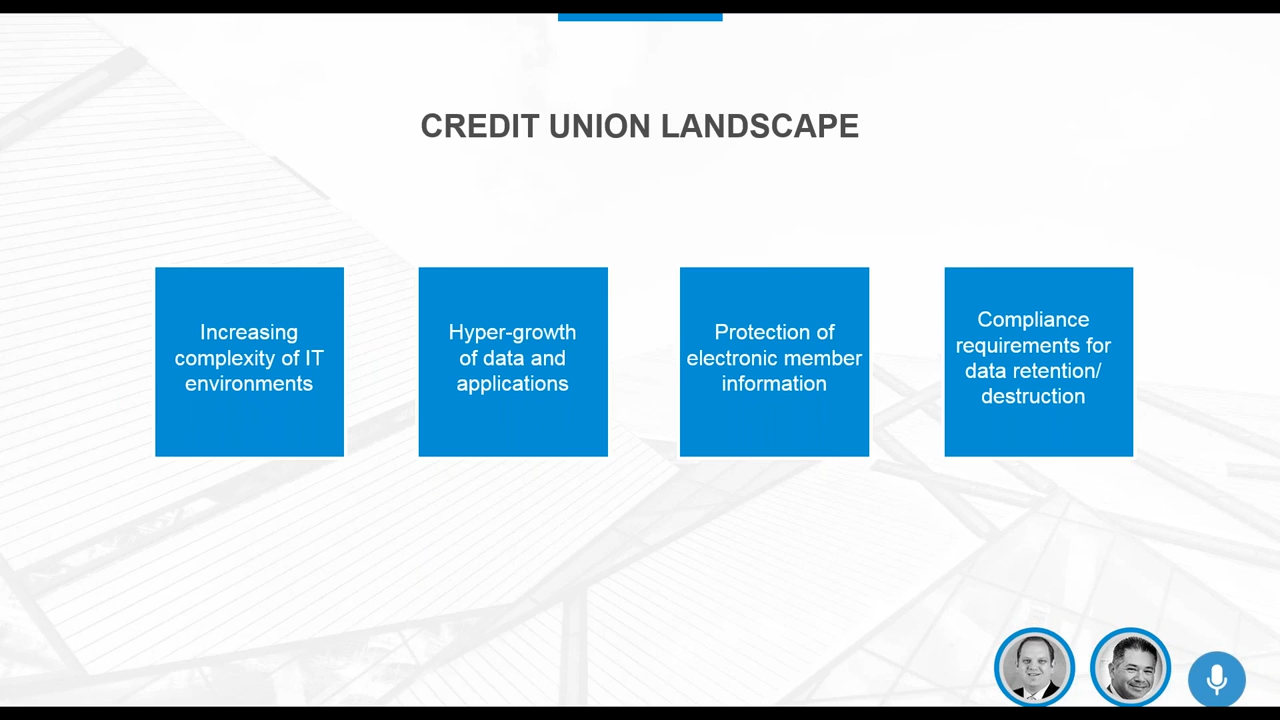 CREDIT UNION LANDSCAPE
Increasing
complexity of IT
environments
Hyper-growth
of data and
applications
Protection of
electronic member
information
Compliance
requirements for
data retention/
destruction